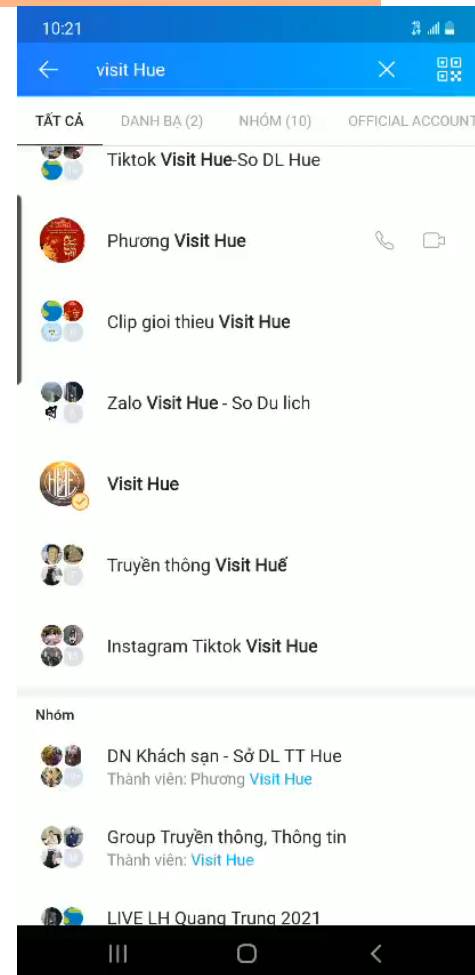 10:21
visit Hue
TẤT CẢ DANH BẠ (2) NHÓM (10) OFFICIAL ACCOUNT
Tiktok Visit Hue-So DL Hue
Phương Visit Hue
Clip gioi thieu Visit Hue
Zalo Visit Hue - So Du lich
Visit Hue
Truyền thông Visit Huế
Instagram Tiktok Visit Hue
Nhóm
DN Khách sạn - Sở DL TT Hue
Thành viên: Phương Visit Hue
Group Truyền thông, Thông tin
Thành viên: Visit Hue
LIVE LH Quang Trung 2021